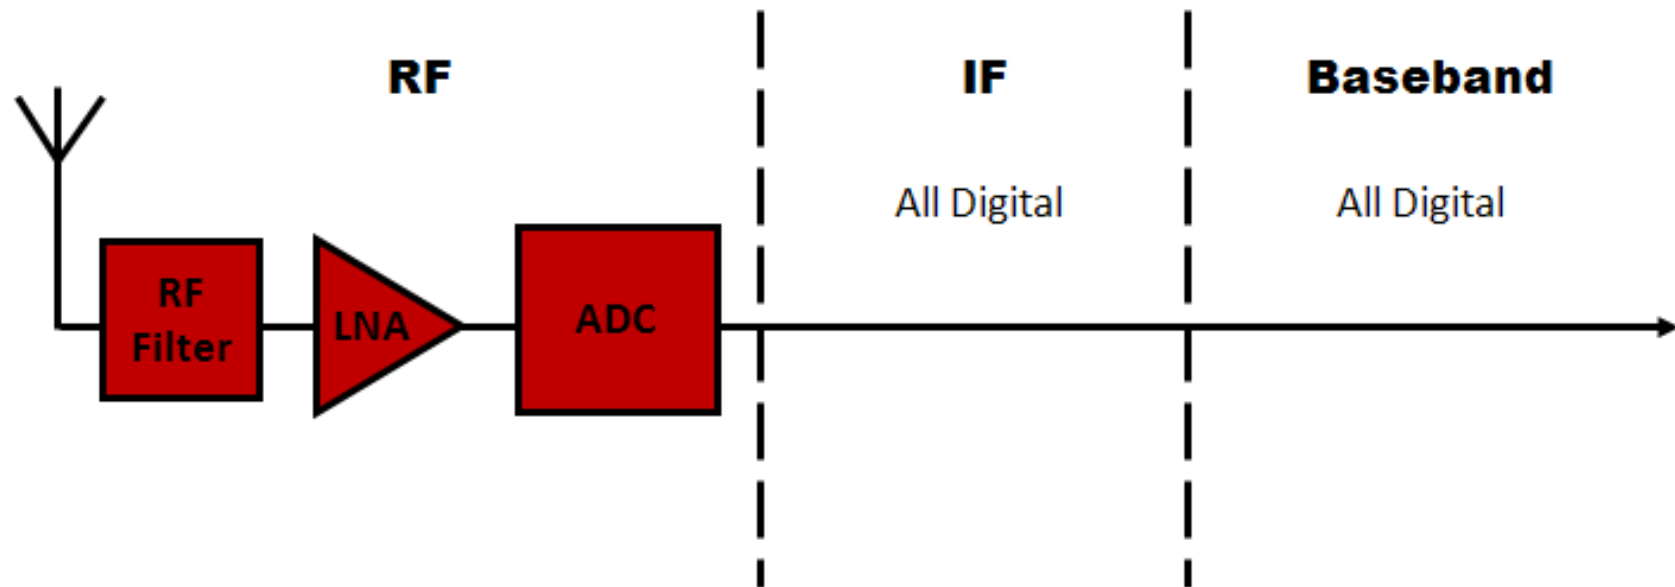 RF
IF
Baseband
All Digital
All Digital
RF
Filter
LNA
ADC